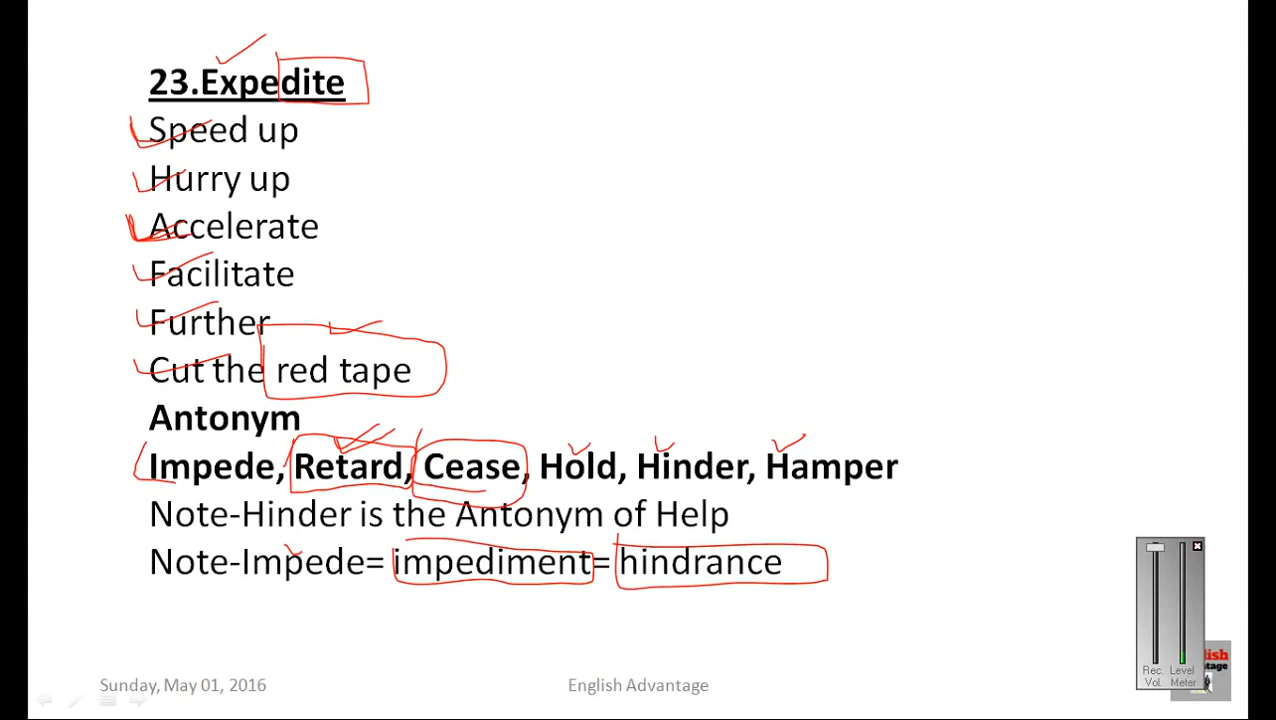 23.Expedite
Speed up
Hurry up
Accelerate
Facilitate
Further
Cut the red tape
Antonym
Impede, Retard, Cease, Hold, Hinder, Hamper
Note-Hinder is the Antonym of Help
Note-Impede= impediment= hindrance
Sunday, May 01, 2016
English Advantage
Rec. Vol.
Level Meter